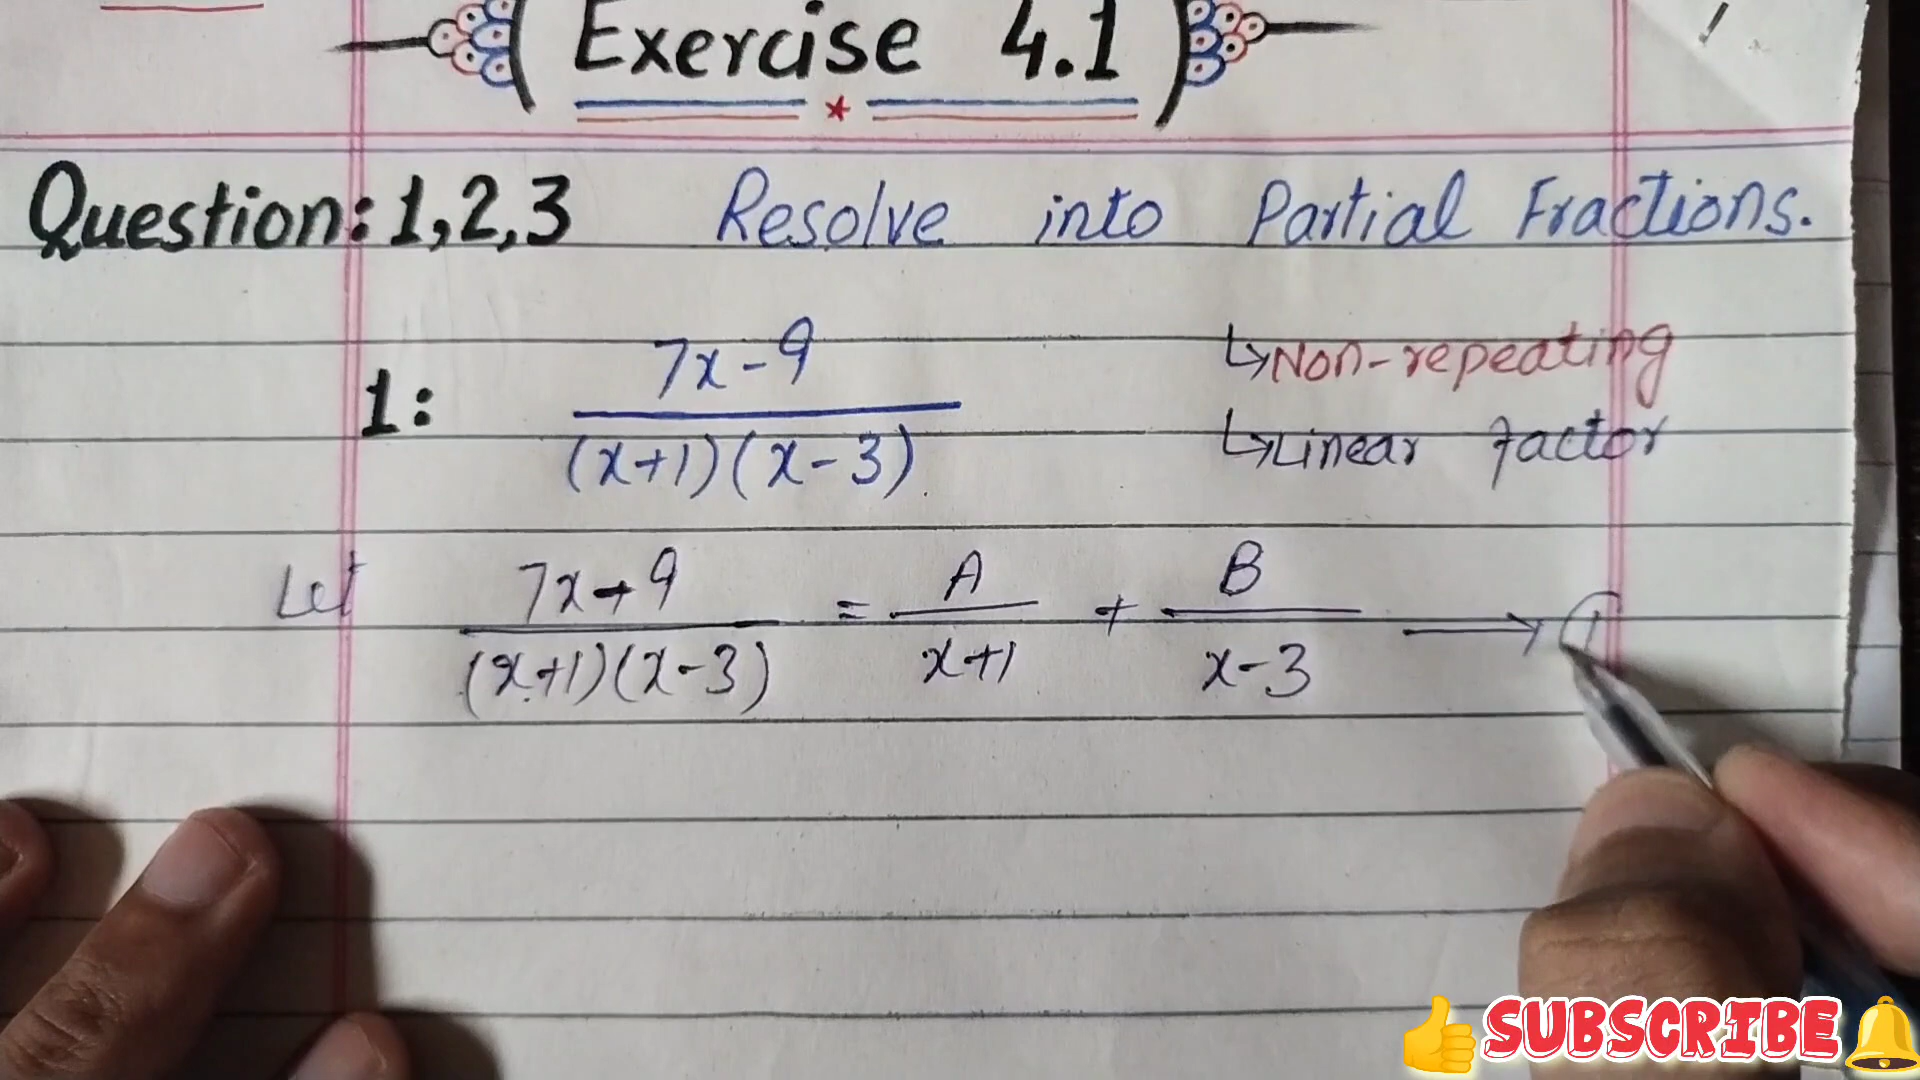 Exercise 4.1
Question: 1,2,3 Resolve into Partial Fractions.
1: 7x-9 / (x+1)(x-3)
↳Non-repeating
↳Linear factor
Let 7x+9 / (x+1)(x-3) = A / x+1 + B / x-3 → (1
SUBSCRIBE